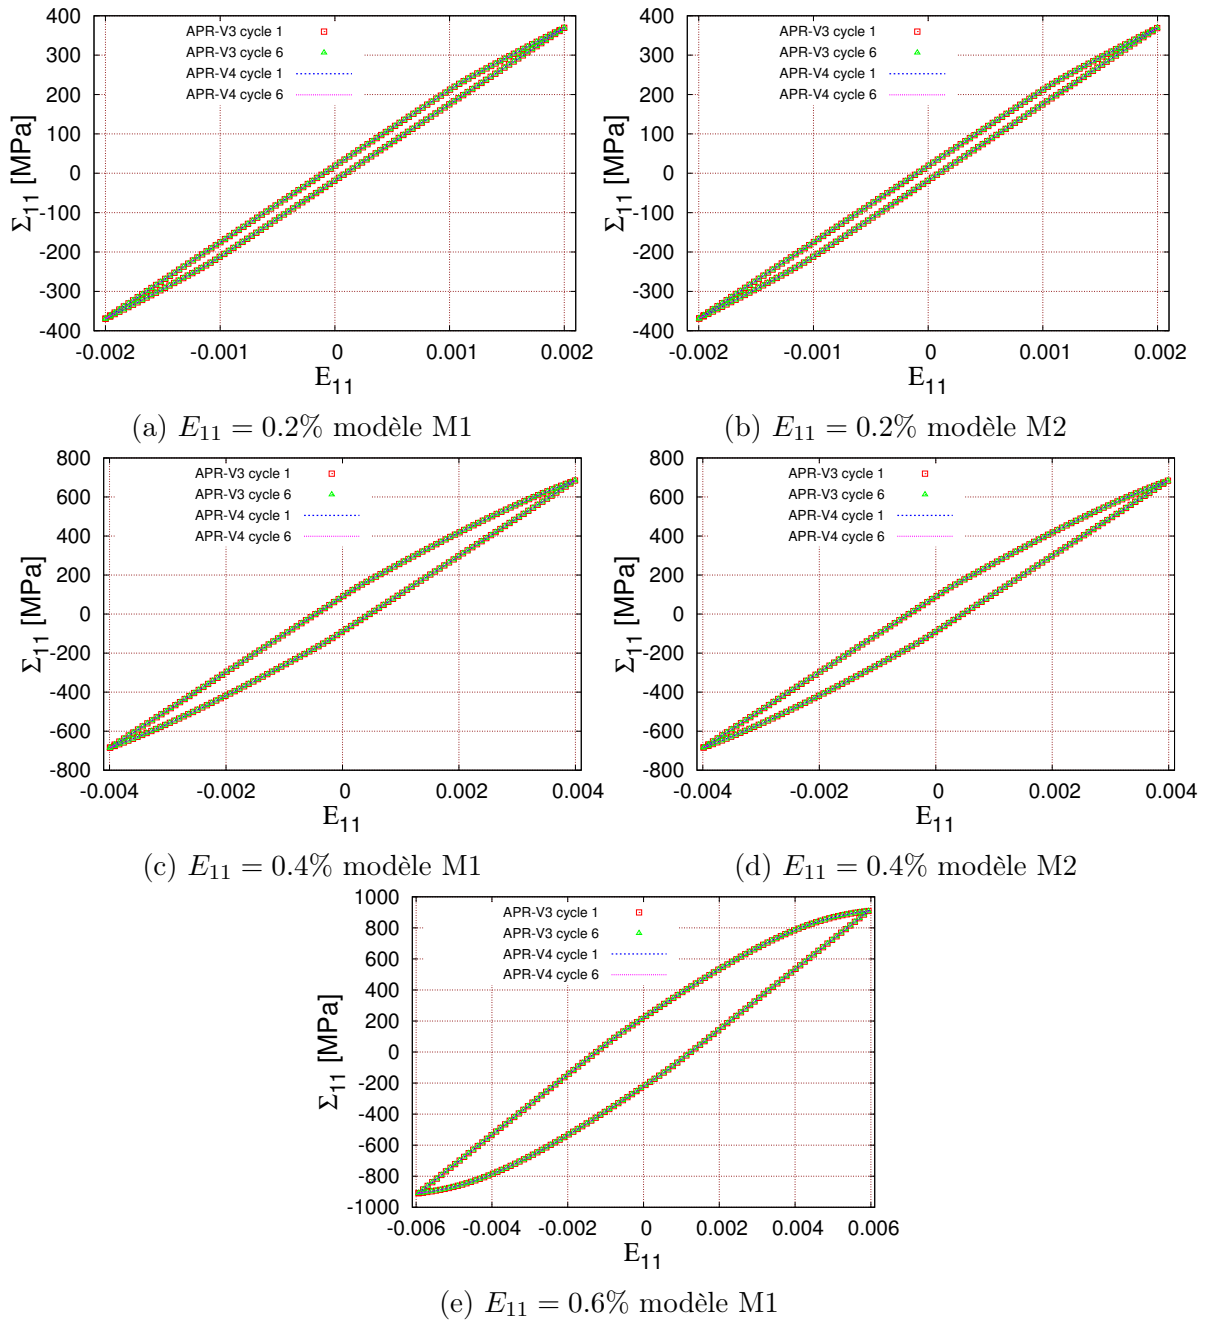 400
300
200
100
0
-100
-200
-300
-400
Σ11 [MPa]
APR-V3 cycle 1
APR-V3 cycle 6
APR-V4 cycle 1
APR-V4 cycle 6
-0.002 -0.001 0 0.001 0.002
E11
(a) E11 = 0.2% modèle M1
400
300
200
100
0
-100
-200
-300
-400
Σ11 [MPa]
APR-V3 cycle 1
APR-V3 cycle 6
APR-V4 cycle 1
APR-V4 cycle 6
-0.002 -0.001 0 0.001 0.002
E11
(b) E11 = 0.2% modèle M2
800
600
400
200
0
-200
-400
-600
-800
Σ11 [MPa]
APR-V3 cycle 1
APR-V3 cycle 6
APR-V4 cycle 1
APR-V4 cycle 6
-0.004 -0.002 0 0.002 0.004
E11
(c) E11 = 0.4% modèle M1
800
600
400
200
0
-200
-400
-600
-800
Σ11 [MPa]
APR-V3 cycle 1
APR-V3 cycle 6
APR-V4 cycle 1
APR-V4 cycle 6
-0.004 -0.002 0 0.002 0.004
E11
(d) E11 = 0.4% modèle M2
1000
800
600
400
200
0
-200
-400
-600
-800
-1000
Σ11 [MPa]
APR-V3 cycle 1
APR-V3 cycle 6
APR-V4 cycle 1
APR-V4 cycle 6
-0.006 -0.004 -0.002 0 0.002 0.004 0.006
E11
(e) E11 = 0.6% modèle M1